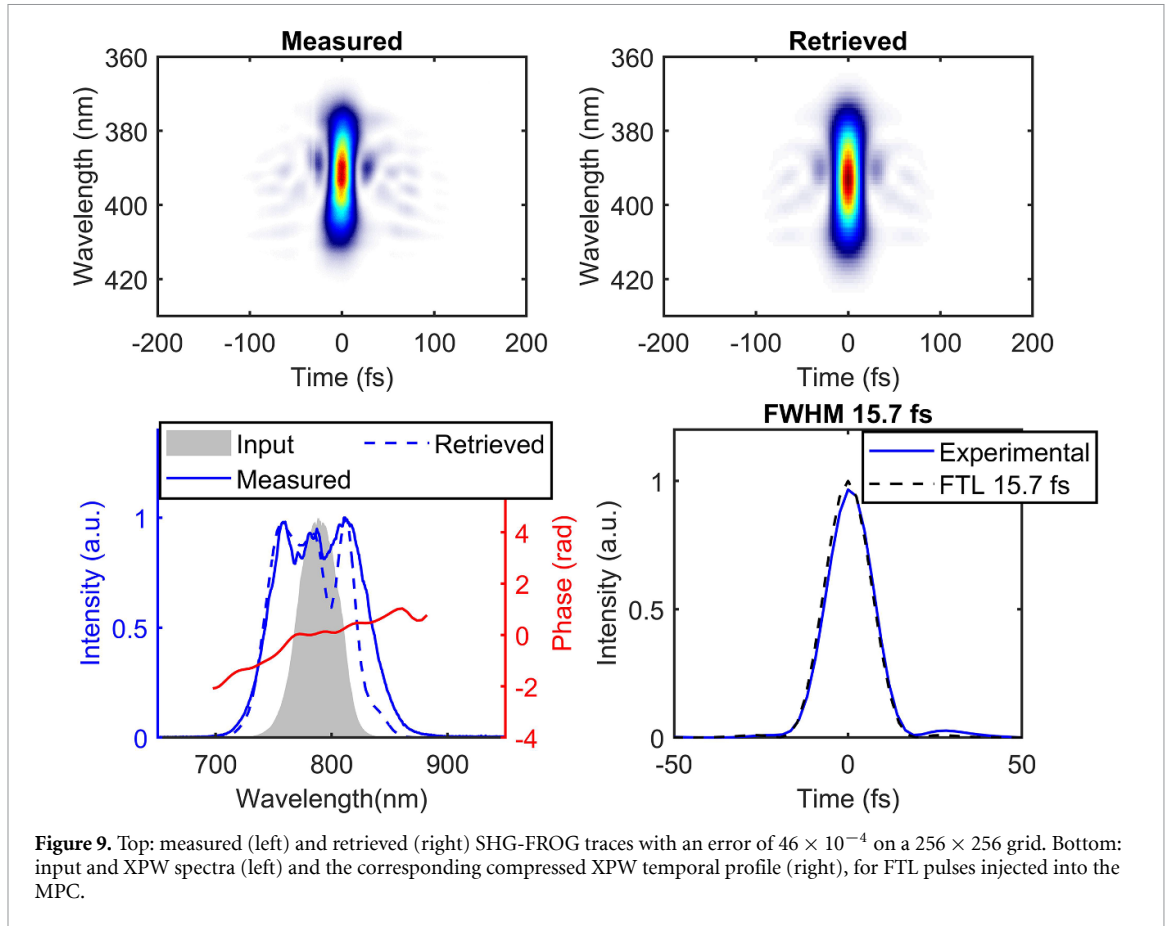 Measured
Retrieved
360
380
400
420
Wavelength (nm)
-200
-100
0
100
200
Time (fs)
360
380
400
420
Wavelength (nm)
-200
-100
0
100
200
Time (fs)
Input
Retrieved
Measured
1
0.5
0
Intensity (a.u.)
4
2
0
-2
-4
Phase (rad)
700
800
900
Wavelength(nm)
FWHM 15.7 fs
Experimental
FTL 15.7 fs
1
0.5
0
Intensity (a.u.)
-50
0
50
Time (fs)
Figure 9. Top: measured (left) and retrieved (right) SHG-FROG traces with an error of 46 × 10⁻⁴ on a 256 × 256 grid. Bottom:
input and XPW spectra (left) and the corresponding compressed XPW temporal profile (right), for FTL pulses injected into the
MPC.